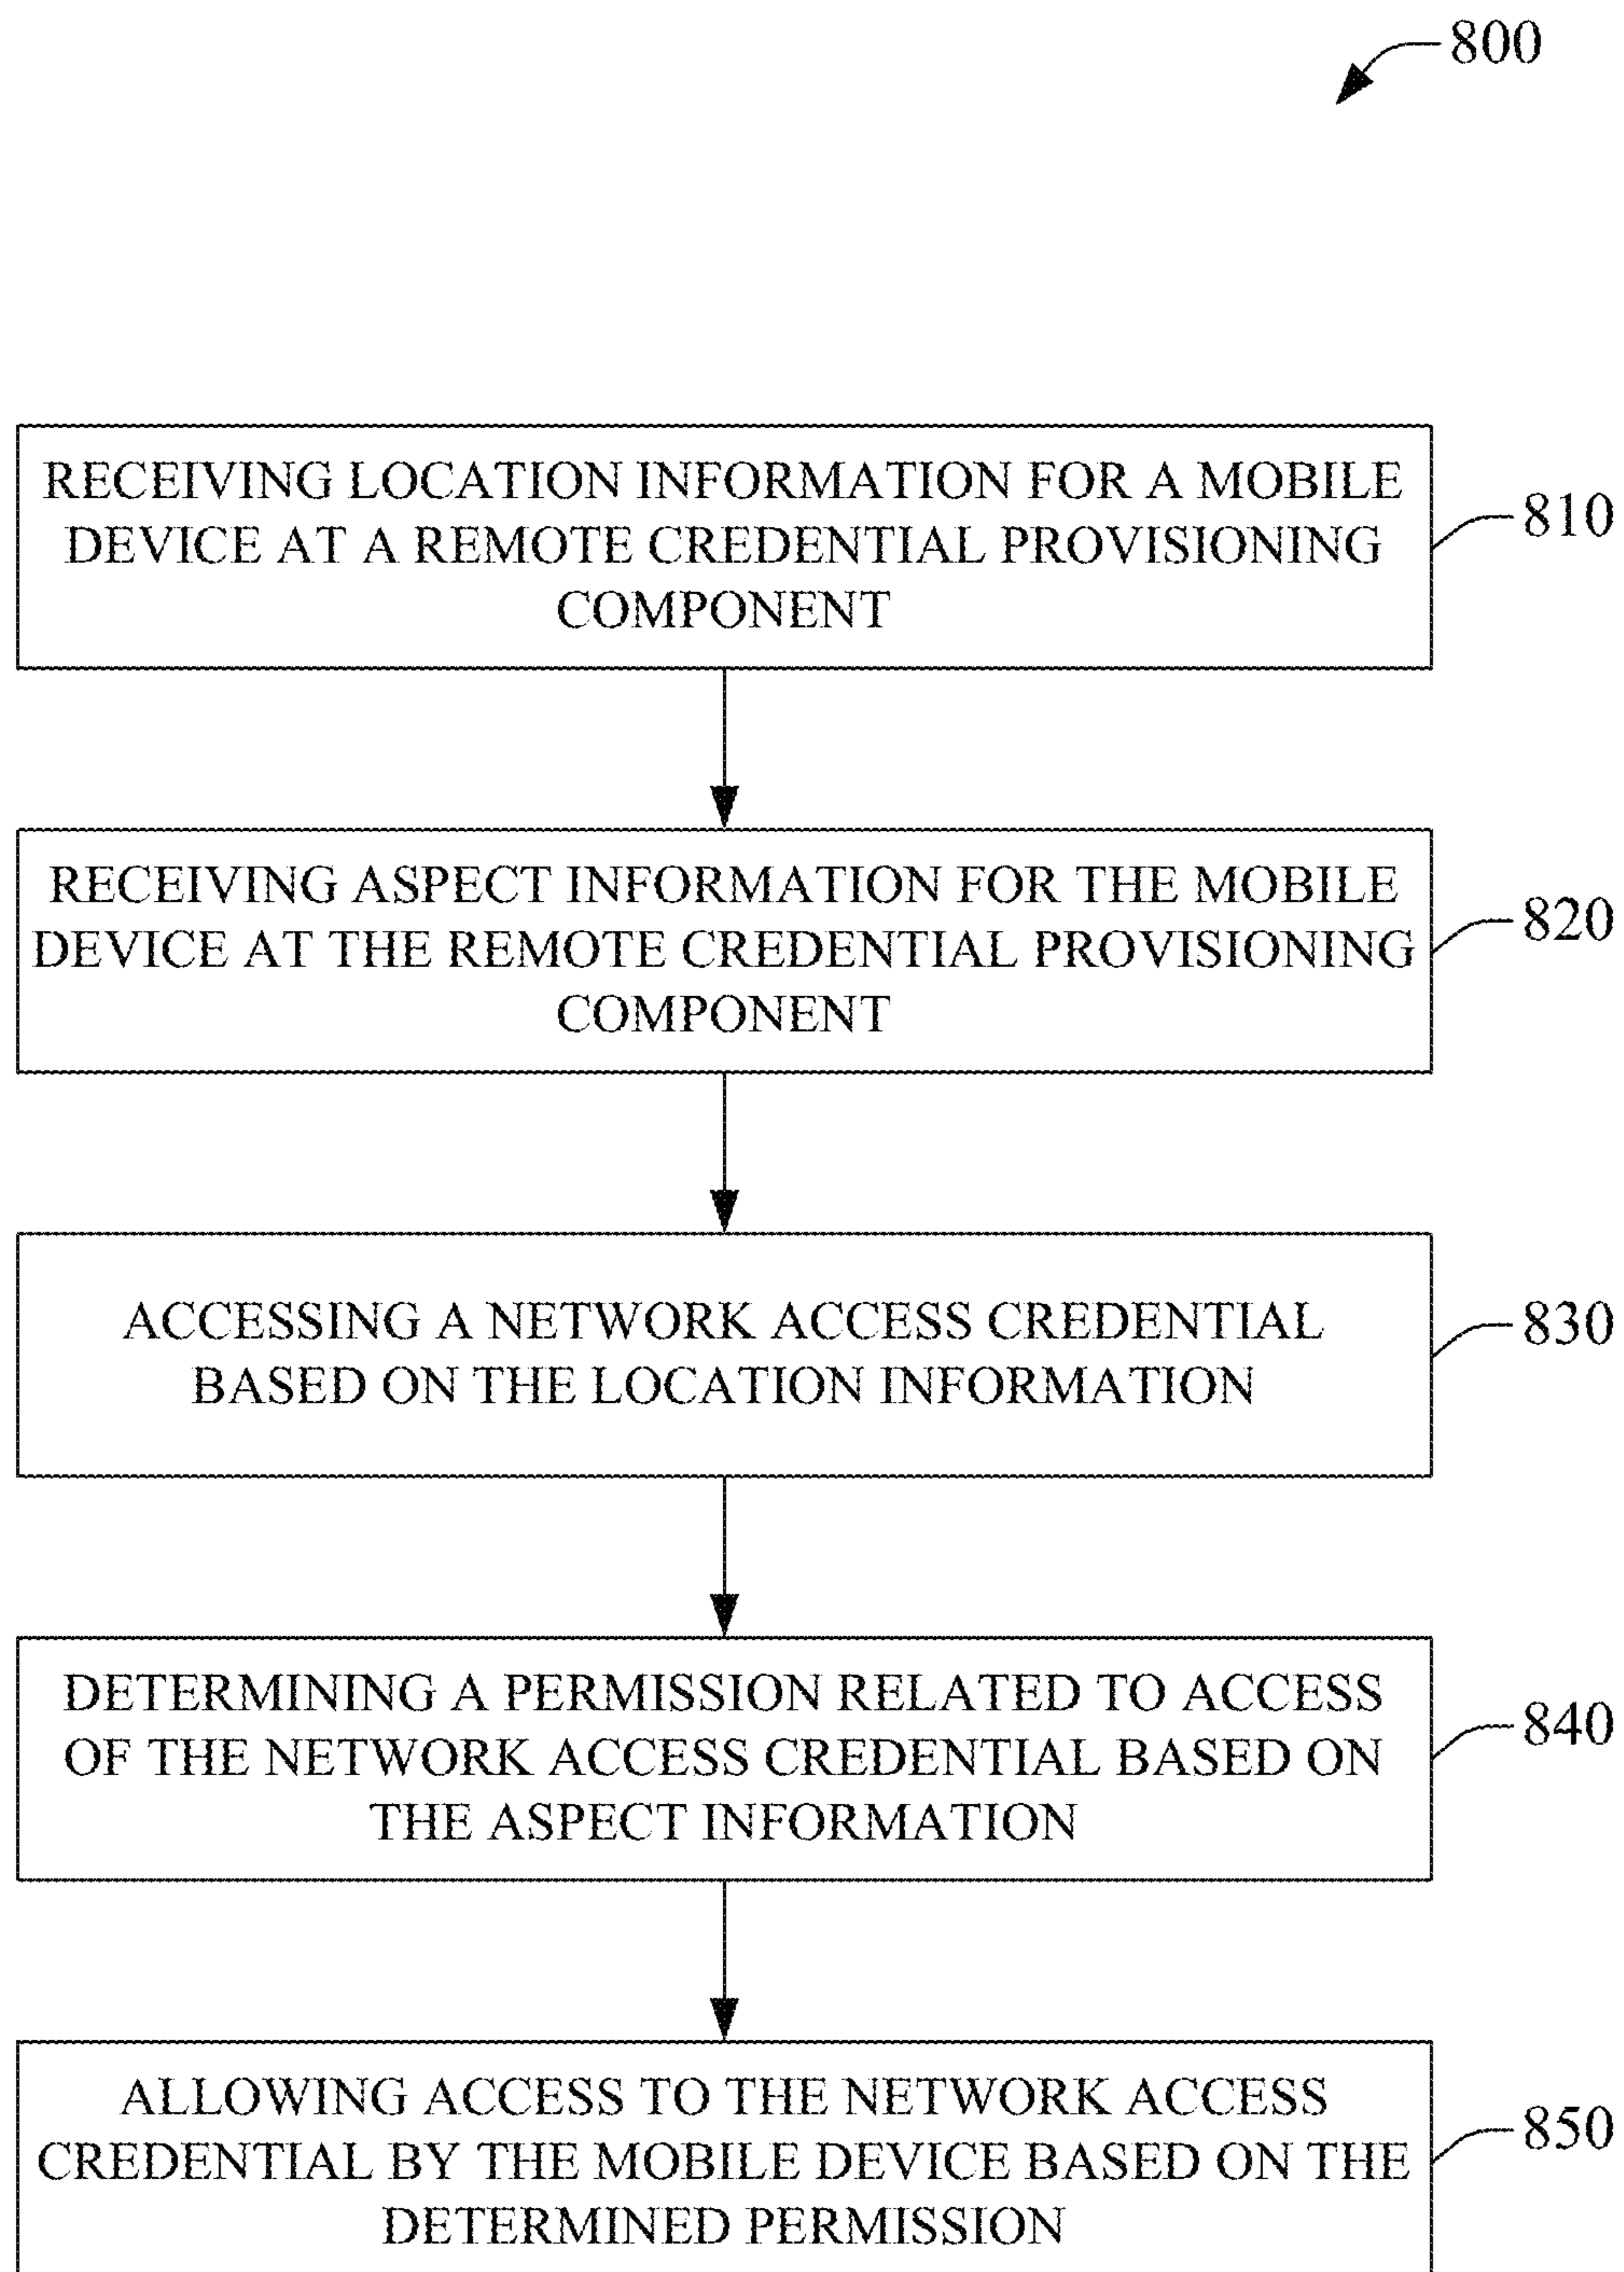 800
RECEIVING LOCATION INFORMATION FOR A MOBILE
DEVICE AT A REMOTE CREDENTIAL PROVISIONING
COMPONENT
810
RECEIVING ASPECT INFORMATION FOR THE MOBILE
DEVICE AT THE REMOTE CREDENTIAL PROVISIONING
COMPONENT
820
ACCESSING A NETWORK ACCESS CREDENTIAL
BASED ON THE LOCATION INFORMATION
830
DETERMINING A PERMISSION RELATED TO ACCESS
OF THE NETWORK ACCESS CREDENTIAL BASED ON
THE ASPECT INFORMATION
840
ALLOWING ACCESS TO THE NETWORK ACCESS
CREDENTIAL BY THE MOBILE DEVICE BASED ON THE
DETERMINED PERMISSION
850